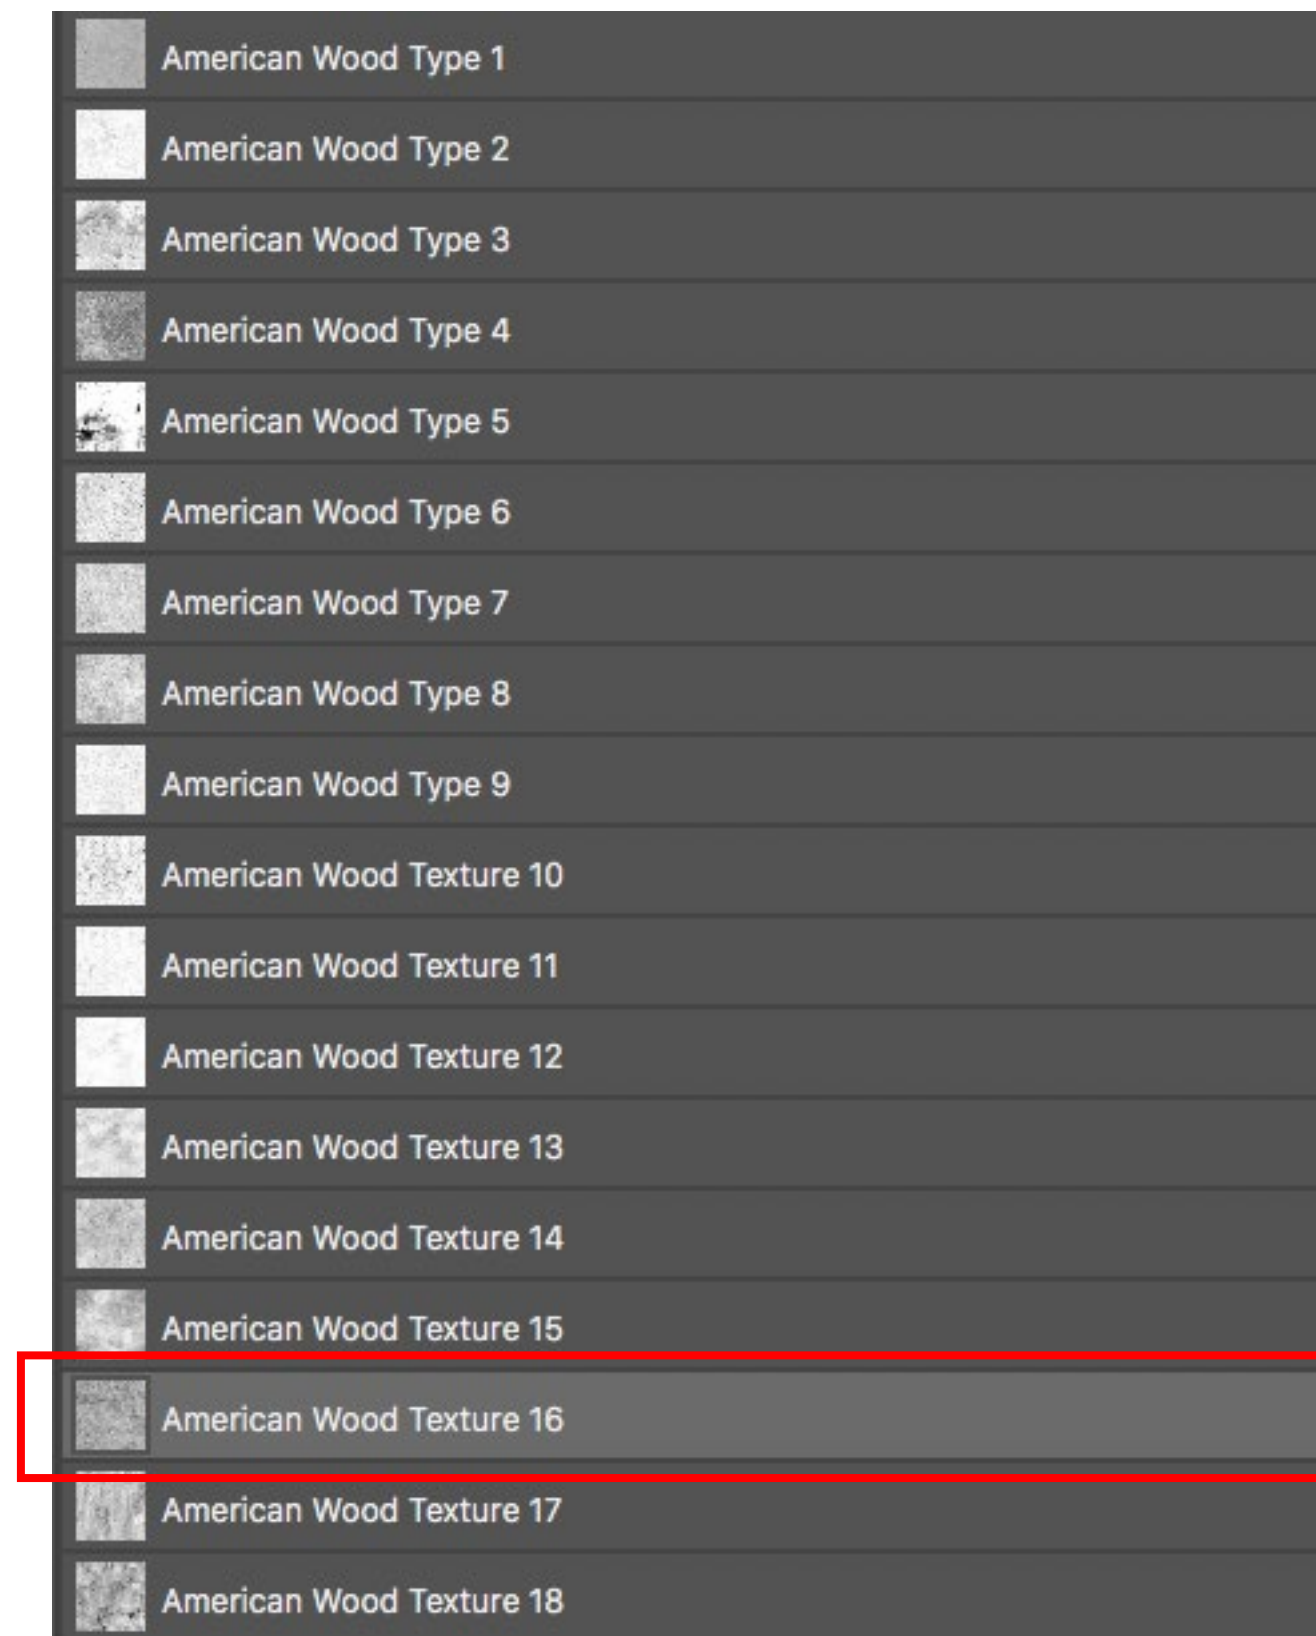 American Wood Type 1
American Wood Type 2
American Wood Type 3
American Wood Type 4
American Wood Type 5
American Wood Type 6
American Wood Type 7
American Wood Type 8
American Wood Type 9
American Wood Texture 10
American Wood Texture 11
American Wood Texture 12
American Wood Texture 13
American Wood Texture 14
American Wood Texture 15
American Wood Texture 16
American Wood Texture 17
American Wood Texture 18